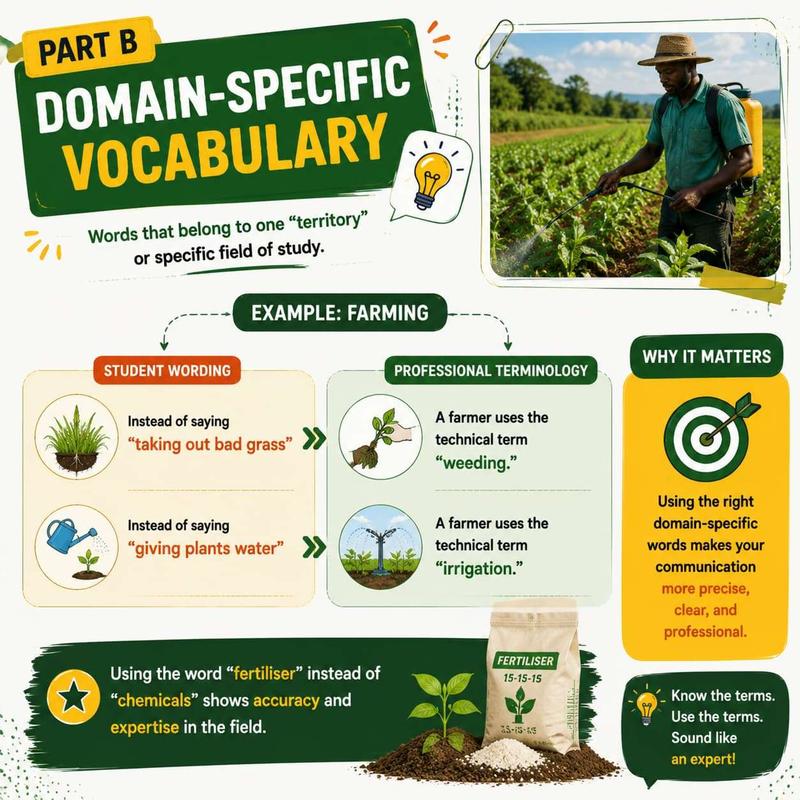 PART B
DOMAIN-SPECIFIC
VOCABULARY
Words that belong to one “territory”
or specific field of study.
EXAMPLE: FARMING
STUDENT WORDING
Instead of saying
“taking out bad grass”
Instead of saying
“giving plants water”
PROFESSIONAL TERMINOLOGY
A farmer uses the
technical term
“weeding.”
A farmer uses the
technical term
“irrigation.”
WHY IT MATTERS
Using the right
domain-specific
words makes your
communication
more precise,
clear, and
professional.
Using the word “fertiliser” instead of
“chemicals” shows accuracy and
expertise in the field.
FERTILISER
15-15-15
Know the terms.
Use the terms.
Sound like
an expert!